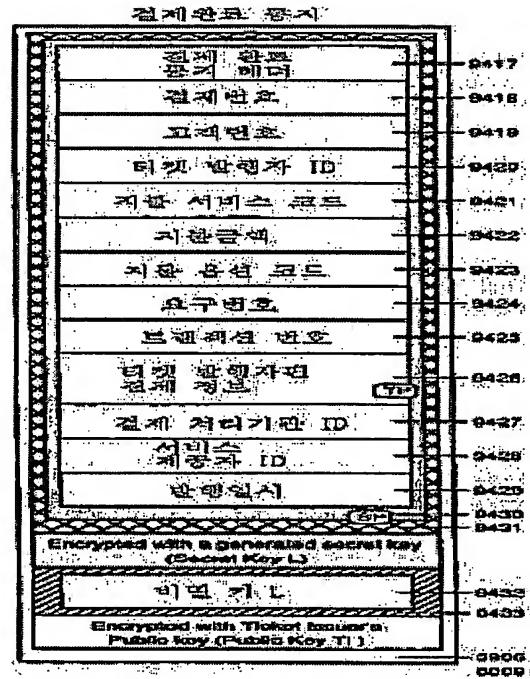 결제완료 통지
결제 완료 9417
통지 헤더
결제번호 9418
고객번호 9419
티켓 발행자 ID 9420
지불 서비스 코드 9421
지불금액 9422
지불 옵션 코드 9423
요구번호 9424
트랜잭션 번호 9425
티켓 발행자편 9426
결제 정보
결제 처리기관 ID 9427
서비스 9428
제공자 ID
발행일시 9429
9430
9431
Encrypted with a generated secret key
(Secret Key L)
비밀 키 L 9432
9433
Encrypted with Ticket Issuer's
Public key (Public Key TI)